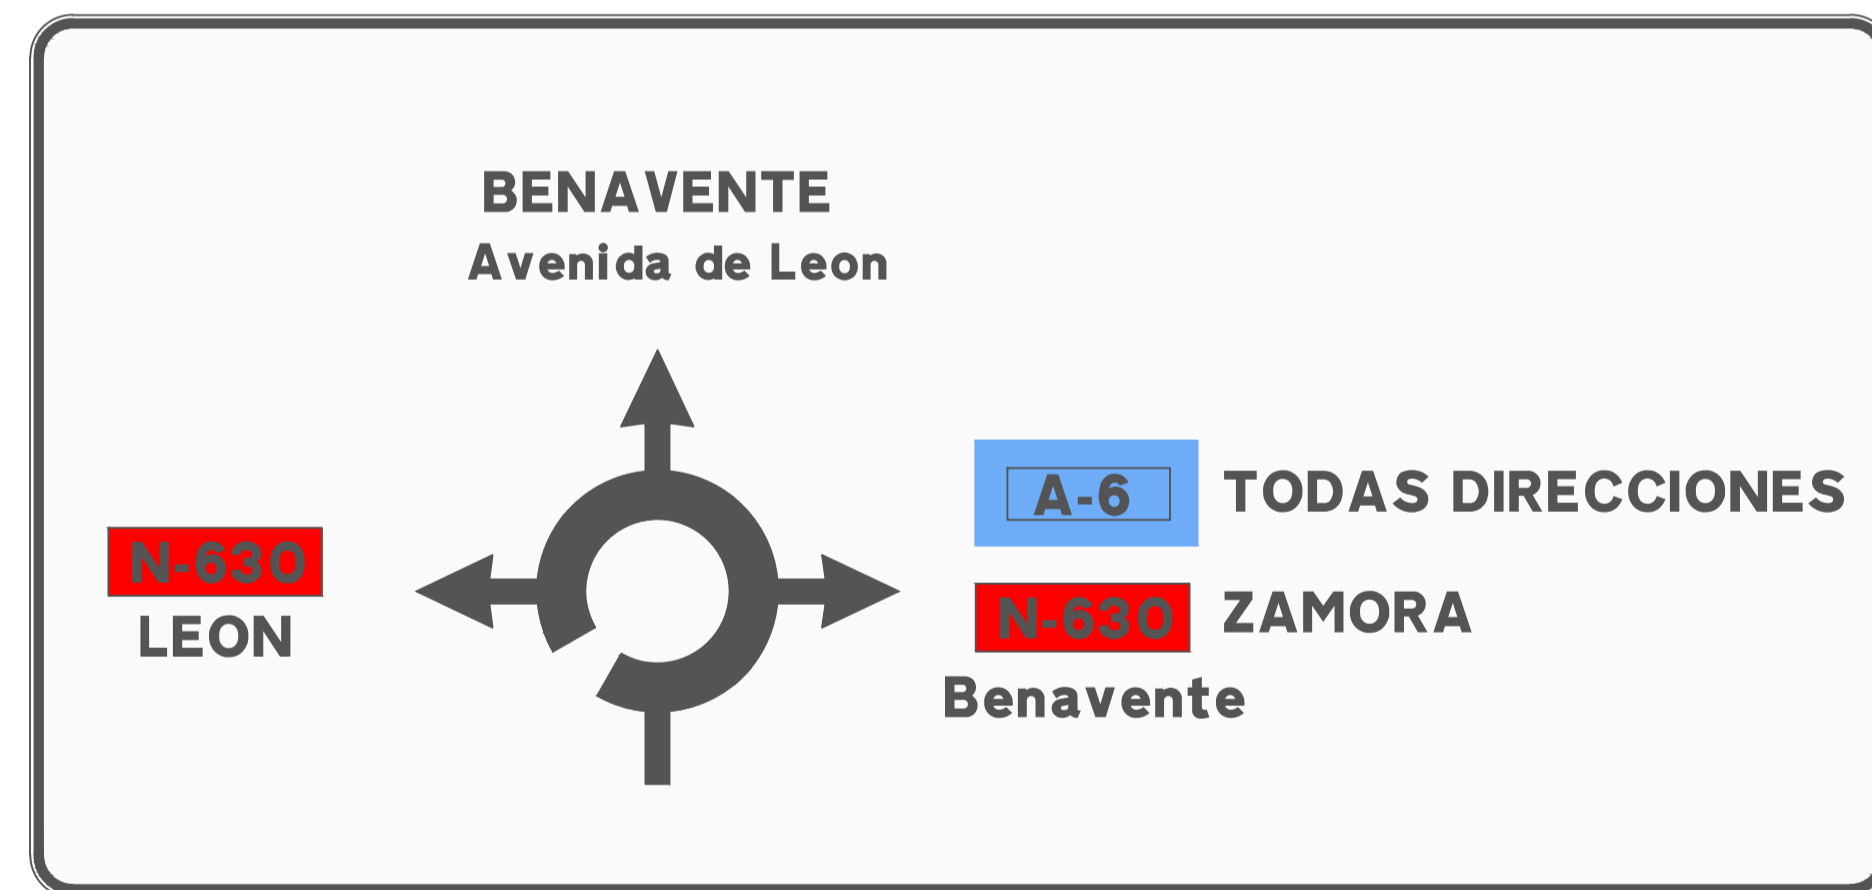 BENAVENTE
Avenida de Leon
A-6 TODAS DIRECCIONES
N-630
LEON
N-630 ZAMORA
Benavente